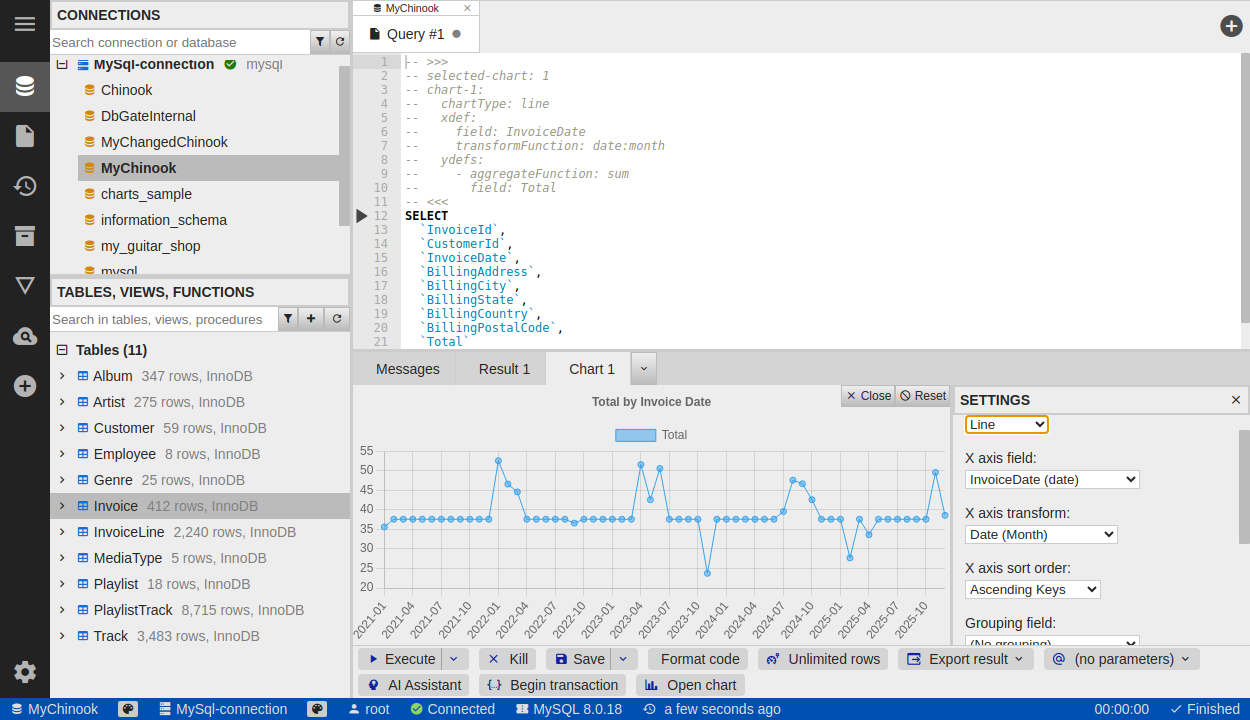 CONNECTIONS
Search connection or database
MySql-connection mysql
Chinook
DbGateInternal
MyChangedChinook
MyChinook
charts_sample
information_schema
my_guitar_shop
mysql
TABLES, VIEWS, FUNCTIONS
Search in tables, views, procedures
Tables (11)
Album 347 rows, InnoDB
Artist 275 rows, InnoDB
Customer 59 rows, InnoDB
Employee 8 rows, InnoDB
Genre 25 rows, InnoDB
Invoice 412 rows, InnoDB
InvoiceLine 2,240 rows, InnoDB
MediaType 5 rows, InnoDB
Playlist 18 rows, InnoDB
PlaylistTrack 8,715 rows, InnoDB
Track 3,483 rows, InnoDB
MyChinook
Query #1
1 -- >>>
2 -- selected-chart: 1
3 -- chart-1:
4 --   chartType: line
5 --   xdef:
6 --     field: InvoiceDate
7 --     transformFunction: date:month
8 --   ydefs:
9 --     - aggregateFunction: sum
10 --       field: Total
11 -- <<<
12 SELECT
13   `InvoiceId`,
14   `CustomerId`,
15   `InvoiceDate`,
16   `BillingAddress`,
17   `BillingCity`,
18   `BillingState`,
19   `BillingCountry`,
20   `BillingPostalCode`,
21   `Total`
Messages Result 1 Chart 1
Close Reset
Total by Invoice Date
Total
55
50
45
40
35
30
25
20
2021-01 2021-04 2021-07 2021-10 2022-01 2022-04 2022-07 2022-10 2023-01 2023-04 2023-07 2023-10 2024-01 2024-04 2024-07 2024-10 2025-01 2025-04 2025-07 2025-10
SETTINGS
Line
X axis field:
InvoiceDate (date)
X axis transform:
Date (Month)
X axis sort order:
Ascending Keys
Grouping field:
(No grouping)
Execute Kill Save Format code Unlimited rows Export result (no parameters)
AI Assistant Begin transaction Open chart
MyChinook MySql-connection root Connected MySQL 8.0.18 a few seconds ago 00:00:00 Finished